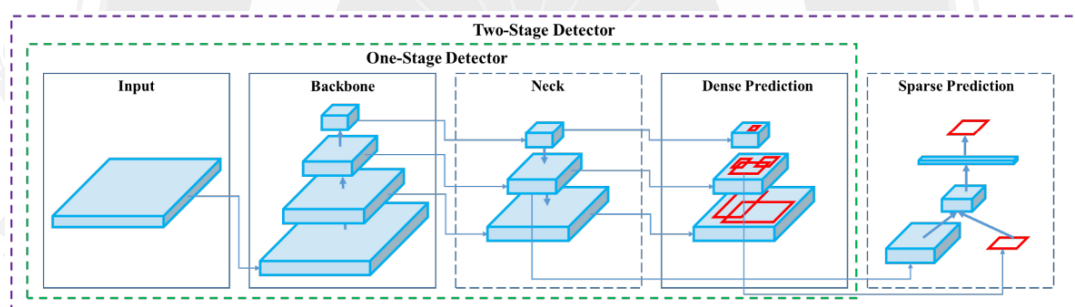 Two-Stage Detector
One-Stage Detector
Input
Backbone
Neck
Dense Prediction
Sparse Prediction